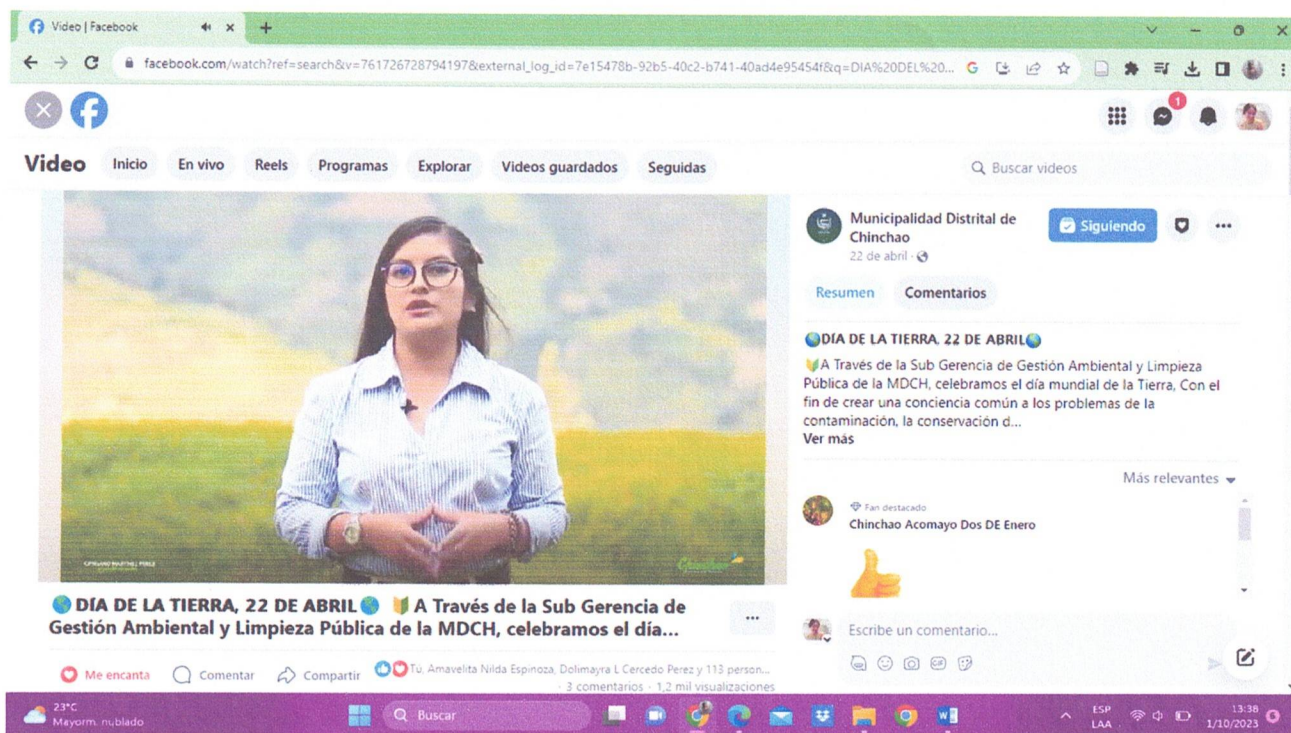 Video | Facebook
facebook.com/watch?ref=search&v=761726728794197&external_log_id=7e15478b-92b5-40c2-b741-40ad4e95454f&q=DIA%20DEL%20...
1
Video Inicio En vivo Reels Programas Explorar Videos guardados Seguidas
Buscar videos
Municipalidad Distrital de
Chinchao
22 de abril
Siguiendo
Resumen Comentarios
DÍA DE LA TIERRA, 22 DE ABRIL
A Través de la Sub Gerencia de Gestión Ambiental y Limpieza
Pública de la MDCH, celebramos el día mundial de la Tierra, Con el
fin de crear una conciencia común a los problemas de la
contaminación, la conservación d...
Ver más
Más relevantes
Fan destacado
Chinchao Acomayo Dos DE Enero
Escribe un comentario...
GIF
CIPRIANO MARTINEZ PEREZ
Chinchao
DÍA DE LA TIERRA, 22 DE ABRIL A Través de la Sub Gerencia de
Gestión Ambiental y Limpieza Pública de la MDCH, celebramos el día...
Me encanta Comentar Compartir Tú, Amavelita Nilda Espinoza, Dolimayra L Cercedo Perez y 113 person...
3 comentarios · 1,2 mil visualizaciones
23°C
Mayorm. nublado
Buscar
ESP
LAA
13:38
1/10/2023